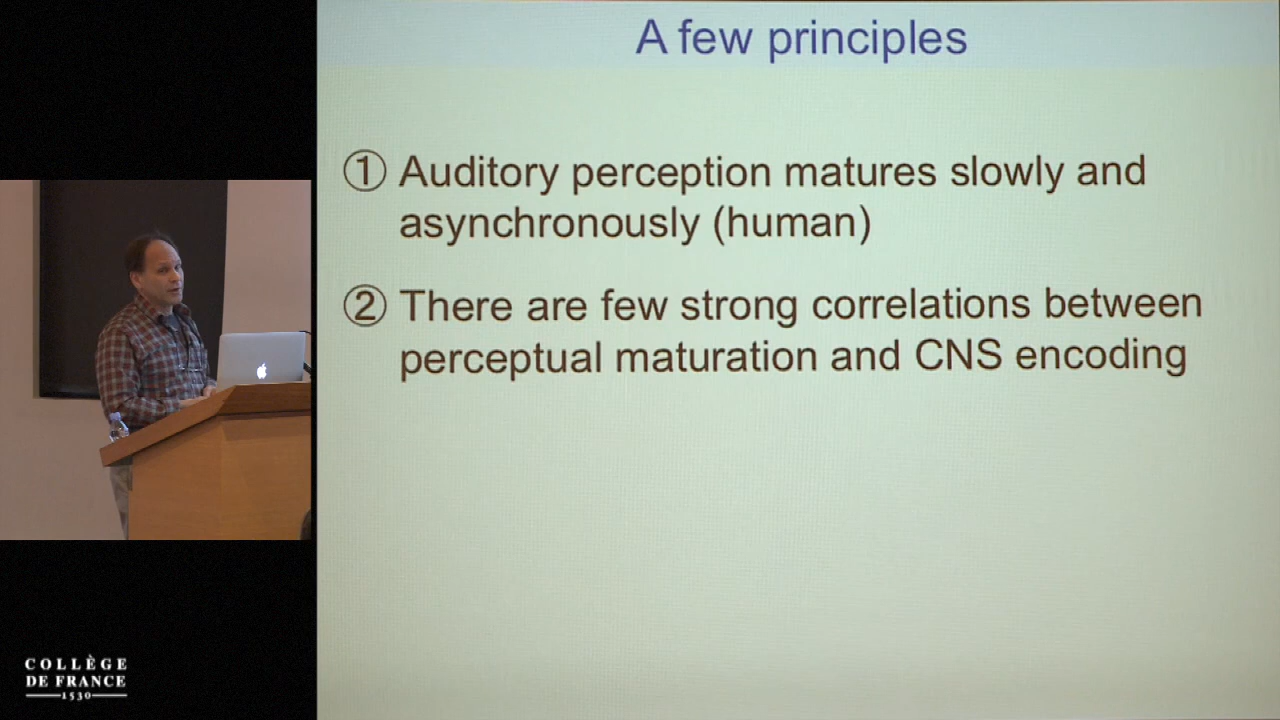 A few principles
① Auditory perception matures slowly and
asynchronously (human)
② There are few strong correlations between
perceptual maturation and CNS encoding
COLLÈGE
DE FRANCE
1530